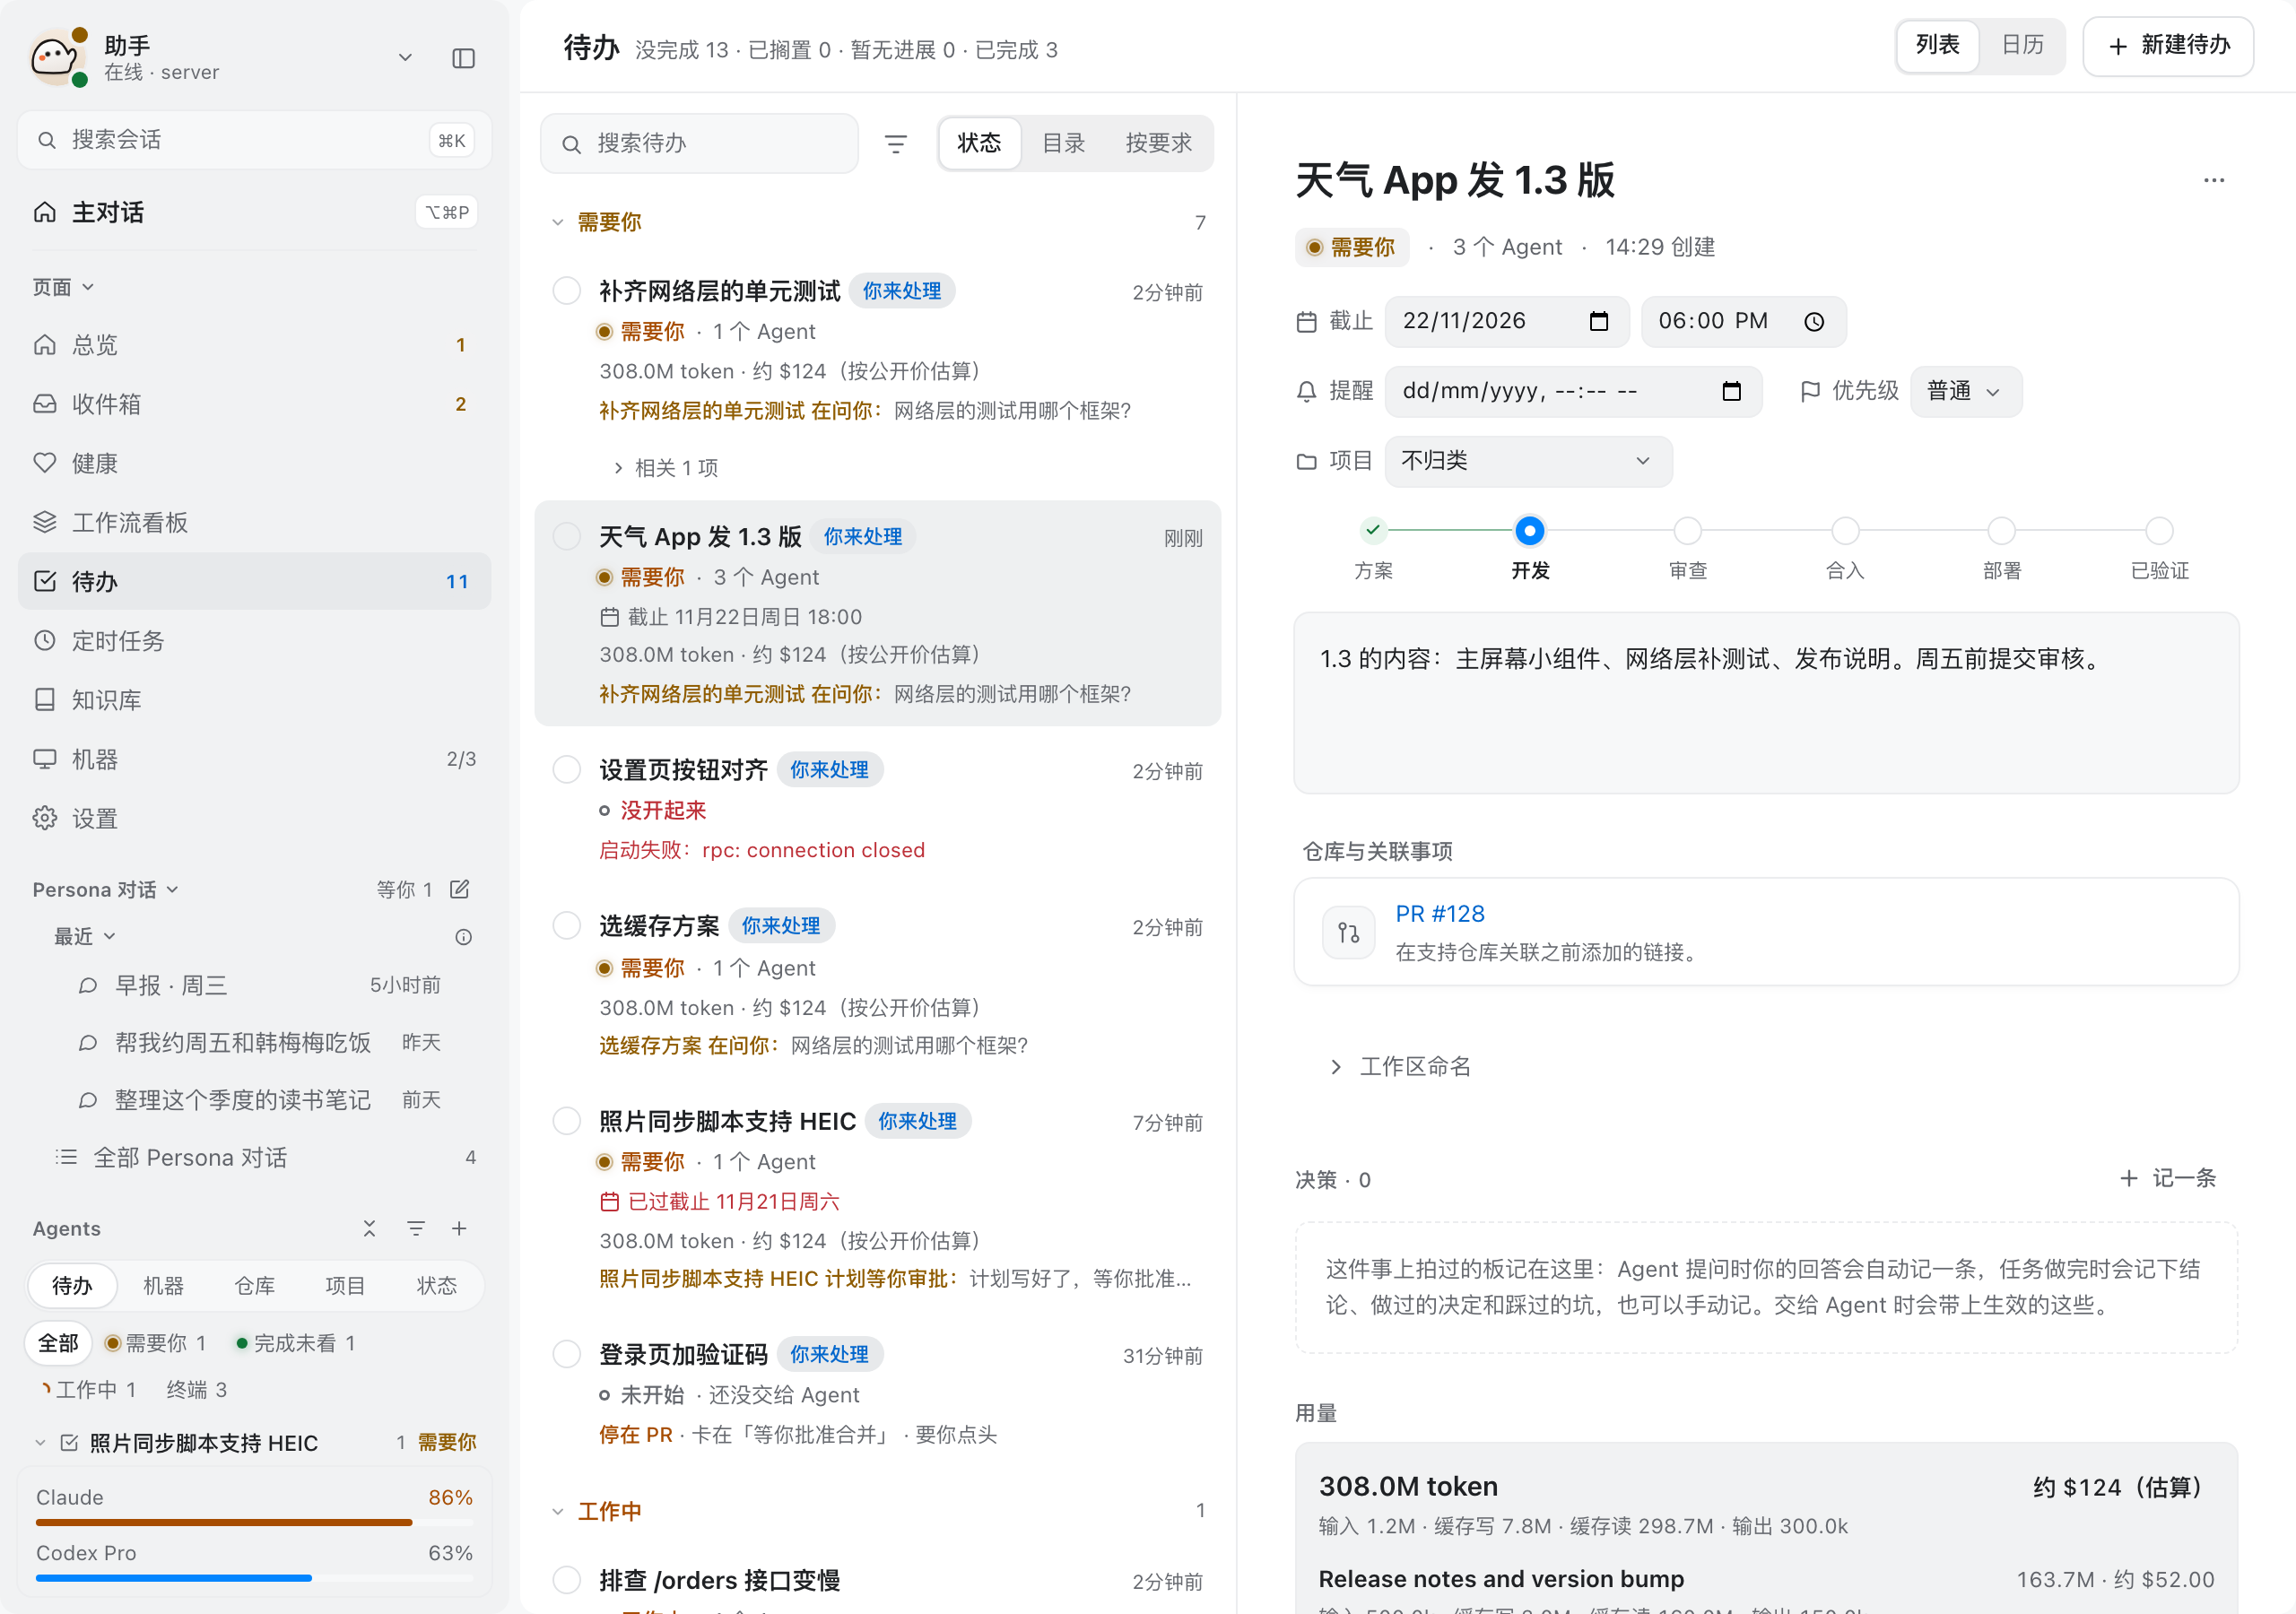 助手
在线 · server
搜索会话 ⌘K
主对话 ⌥⌘P
页面
总览 1
收件箱 2
健康
工作流看板
待办 11
定时任务
知识库
机器 2/3
设置
Persona 对话 等你 1
最近
早报 · 周三 5小时前
帮我约周五和韩梅梅吃饭 昨天
整理这个季度的读书笔记 前天
全部 Persona 对话 4
Agents
待办 机器 仓库 项目 状态
全部 需要你 1 完成未看 1
工作中 1 终端 3
照片同步脚本支持 HEIC 1 需要你
Claude 86%
Codex Pro 63%
待办 没完成 13 · 已搁置 0 · 暂无进展 0 · 已完成 3
列表 日历 新建待办
搜索待办 状态 目录 按要求
需要你 7
补齐网络层的单元测试 你来处理 2分钟前
需要你 · 1 个 Agent
308.0M token · 约 $124（按公开价估算）
补齐网络层的单元测试 在问你：网络层的测试用哪个框架？
相关 1 项
天气 App 发 1.3 版 你来处理 刚刚
需要你 · 3 个 Agent
截止 11月22日周日 18:00
308.0M token · 约 $124（按公开价估算）
补齐网络层的单元测试 在问你：网络层的测试用哪个框架？
设置页按钮对齐 你来处理 2分钟前
没开起来
启动失败：rpc: connection closed
选缓存方案 你来处理 2分钟前
需要你 · 1 个 Agent
308.0M token · 约 $124（按公开价估算）
选缓存方案 在问你：网络层的测试用哪个框架？
照片同步脚本支持 HEIC 你来处理 7分钟前
需要你 · 1 个 Agent
已过截止 11月21日周六
308.0M token · 约 $124（按公开价估算）
照片同步脚本支持 HEIC 计划等你审批：计划写好了，等你批准...
登录页加验证码 你来处理 31分钟前
未开始 · 还没交给 Agent
停在 PR · 卡在「等你批准合并」 · 要你点头
工作中 1
排查 /orders 接口变慢 2分钟前
天气 App 发 1.3 版
需要你 · 3 个 Agent · 14:29 创建
截止 22/11/2026 06:00 PM
提醒 dd/mm/yyyy, --:-- -- 优先级 普通
项目 不归类
方案 开发 审查 合入 部署 已验证
1.3 的内容：主屏幕小组件、网络层补测试、发布说明。周五前提交审核。
仓库与关联事项
PR #128
在支持仓库关联之前添加的链接。
工作区命名
决策 · 0 记一条
这件事上拍过的板记在这里：Agent 提问时你的回答会自动记一条，任务做完时会记下结
论、做过的决定和踩过的坑，也可以手动记。交给 Agent 时会带上生效的这些。
用量
308.0M token 约 $124（估算）
输入 1.2M · 缓存写 7.8M · 缓存读 298.7M · 输出 300.0k
Release notes and version bump 163.7M · 约 $52.00